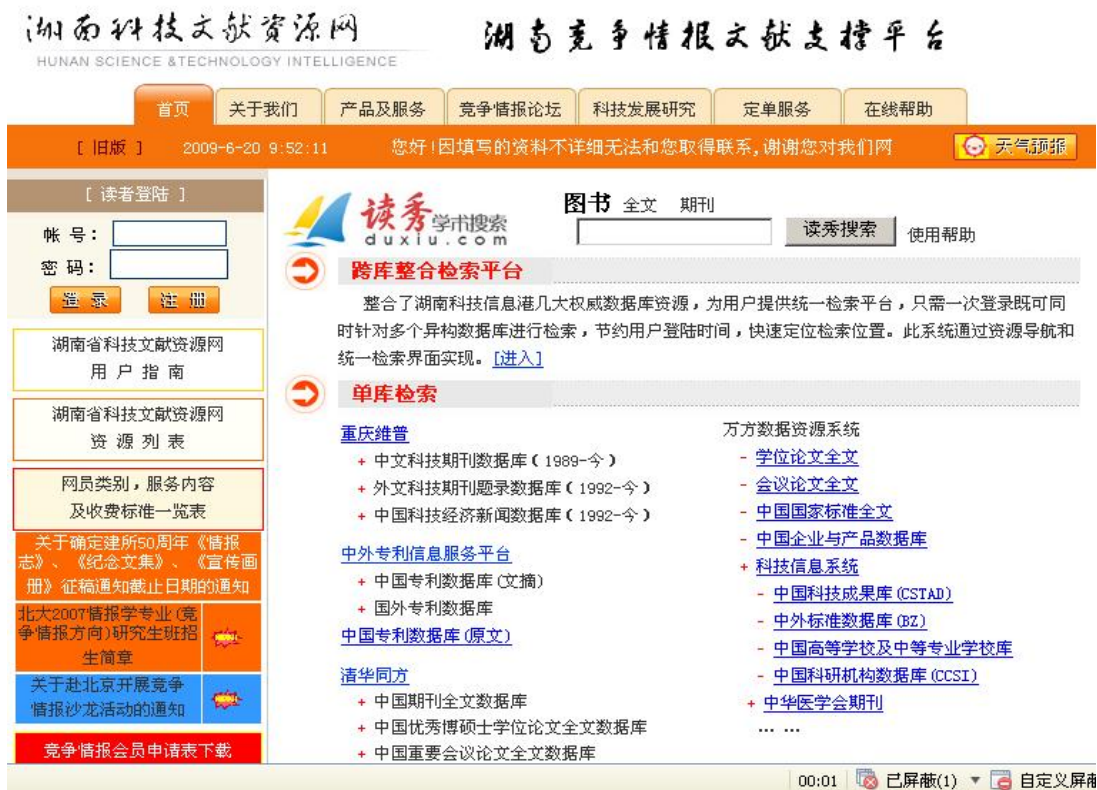 湖南科技文献资源网
HUNAN SCIENCE &TECHNOLOGY INTELLIGENCE
湖南竞争情报文献支撑平台
首页 关于我们 产品及服务 竞争情报论坛 科技发展研究 定单服务 在线帮助
[ 旧版 ] 2009-6-20 9:52:11 您好!因填写的资料不详细无法和您取得联系,谢谢您对我们网 天气预报
[ 读者登陆 ]
帐 号:
密 码:
登 录 注 册
湖南省科技文献资源网
用 户 指 南
湖南省科技文献资源网
资 源 列 表
网员类别,服务内容
及收费标准一览表
关于确定建所50周年《情报
志》、《纪念文集》、《宣传画
册》征稿通知截止日期的通知
北大2007情报学专业(竞
争情报方向)研究生班招
生简章
关于赴北京开展竞争
情报沙龙活动的通知
竞争情报会员申请表下载
读秀学术搜索
duxiu.com
图书 全文 期刊
读秀搜索 使用帮助
跨库整合检索平台
整合了湖南科技信息港几大权威数据库资源,为用户提供统一检索平台,只需一次登录既可同
时针对多个异构数据库进行检索,节约用户登陆时间,快速定位检索位置。此系统通过资源导航和
统一检索界面实现。[进入]
单库检索
重庆维普
+ 中文科技期刊数据库(1989-今)
+ 外文科技期刊题录数据库(1992-今)
+ 中国科技经济新闻数据库(1992-今)
中外专利信息服务平台
+ 中国专利数据库(文摘)
+ 国外专利数据库
中国专利数据库(原文)
清华同方
+ 中国期刊全文数据库
+ 中国优秀博硕士学位论文全文数据库
+ 中国重要会议论文全文数据库
万方数据资源系统
- 学位论文全文
- 会议论文全文
- 中国国家标准全文
- 中国企业与产品数据库
+ 科技信息系统
- 中国科技成果库(CSTAD)
- 中外标准数据库(BZ)
- 中国高等学校及中等专业学校库
- 中国科研机构数据库(CCSI)
+ 中华医学会期刊
… …
00:01 已屏蔽(1) 自定义屏蔽